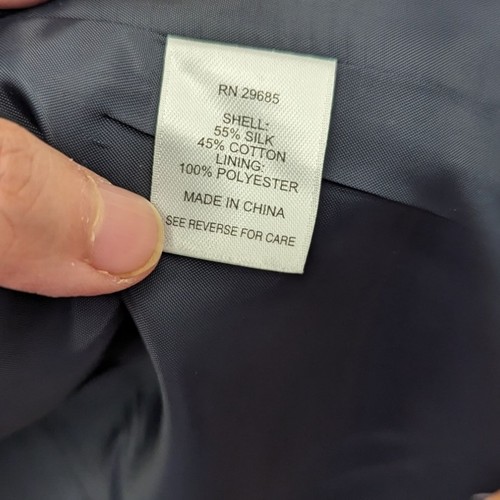 RN 29685
SHELL:
55% SILK
45% COTTON
LINING:
100% POLYESTER
MADE IN CHINA
SEE REVERSE FOR CARE